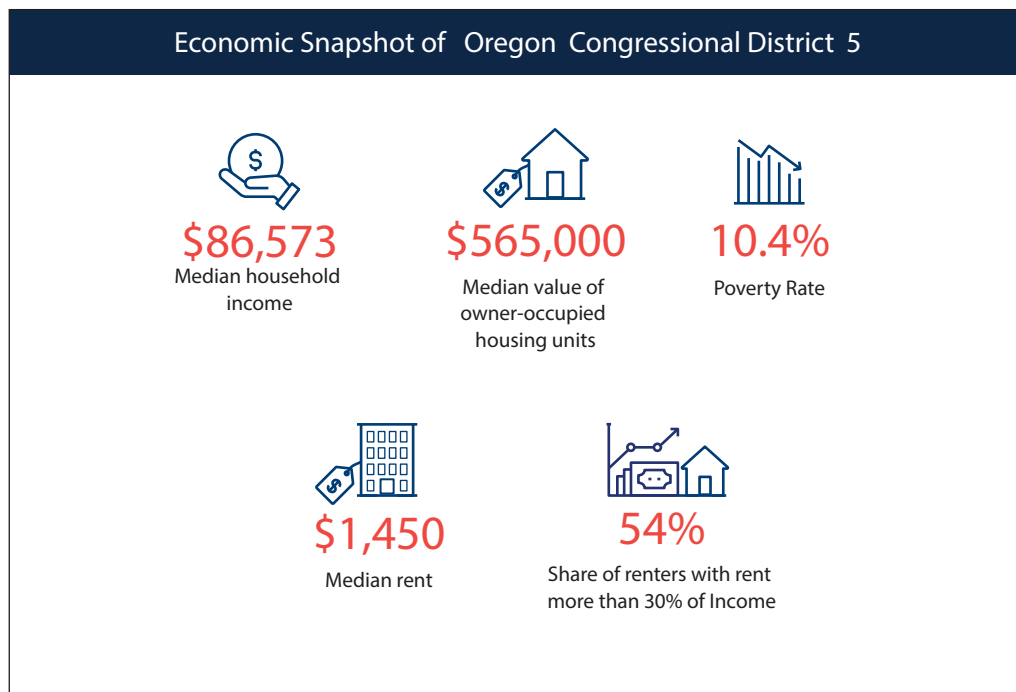 Economic Snapshot of Oregon Congressional District 5
$
$86,573
Median household
income
$
$565,000
Median value of
owner-occupied
housing units
10.4%
Poverty Rate
$
$1,450
Median rent
54%
Share of renters with rent
more than 30% of Income